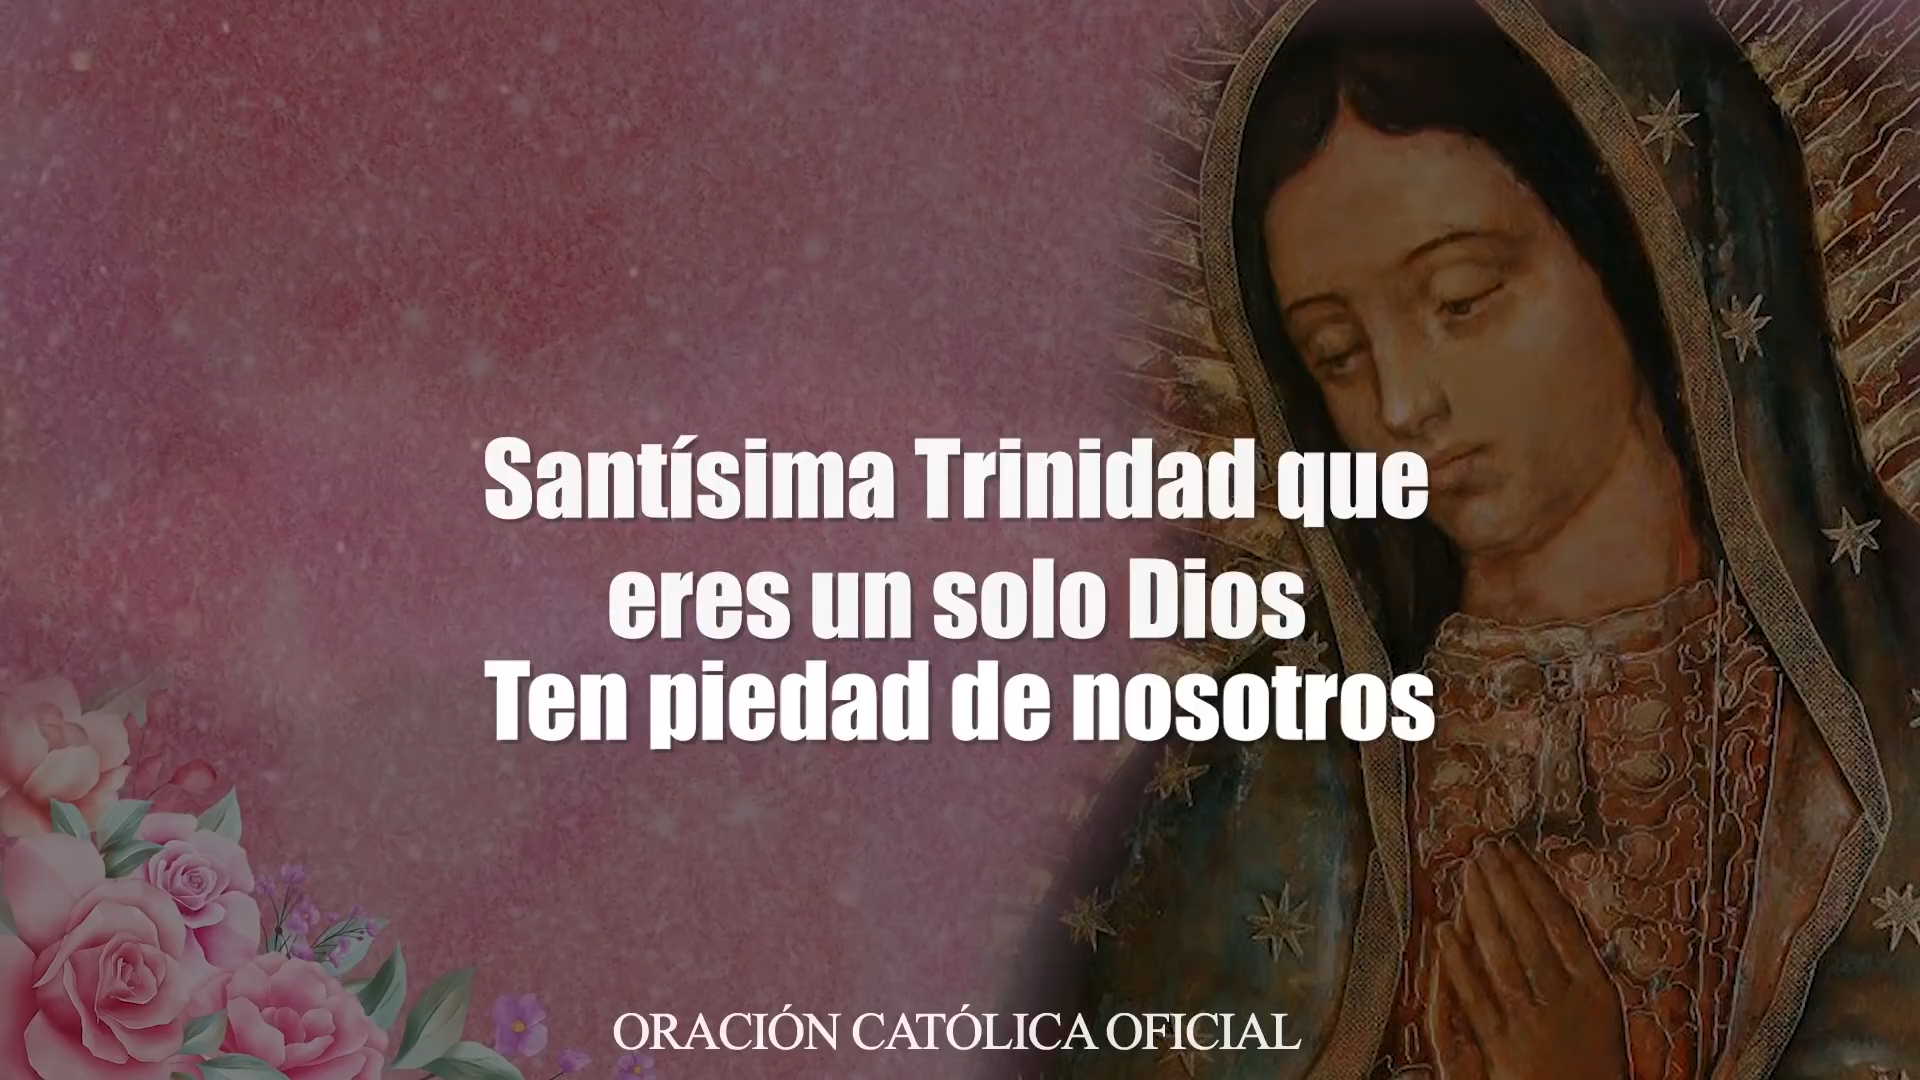 Santísima Trinidad que
eres un solo Dios
Ten piedad de nosotros
ORACIÓN CATÓLICA OFICIAL